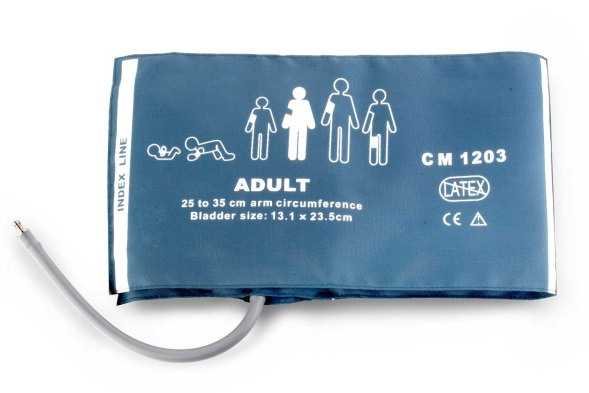 INDEX LINE
ADULT
25 to 35 cm arm circumference
Bladder size: 13.1 x 23.5cm
CM 1203
LATEX
CE